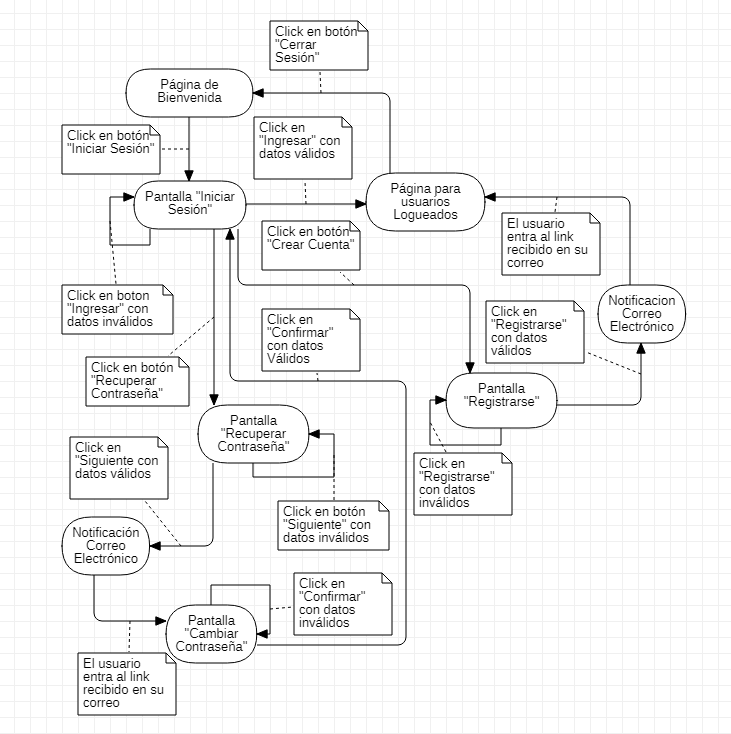 Click en botón
"Cerrar
Sesión"
Página de
Bienvenida
Click en botón
"Iniciar Sesión"
Click en
"Ingresar" con
datos válidos
Pantalla "Iniciar
Sesión"
Página para
usuarios
Logueados
Click en botón
"Crear Cuenta"
El usuario
entra al link
recibido en su
correo
Click en boton
"Ingresar" con
datos inválidos
Click en
"Confirmar"
con datos
Válidos
Click en
"Registrarse"
con datos
válidos
Notificacion
Correo
Electrónico
Click en botón
"Recuperar
Contraseña"
Pantalla
"Registrarse"
Pantalla
"Recuperar
Contraseña"
Click en
"Siguiente con
datos válidos
Click en
"Registrarse"
con datos
inválidos
Click en botón
"Siguiente" con
datos inválidos
Notificación
Correo
Electrónico
Click en
"Confirmar"
con datos
inválidos
Pantalla
"Cambiar
Contraseña"
El usuario
entra al link
recibido en su
correo